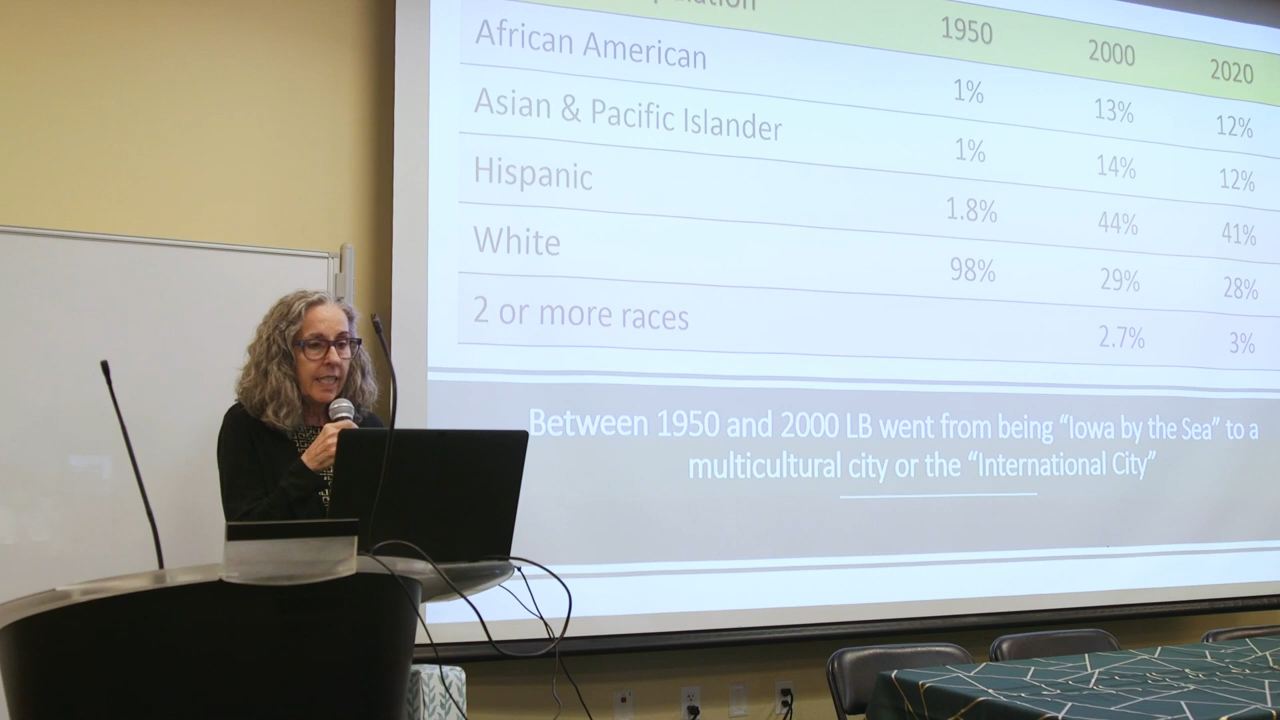 1950 2000 2020
African American 1% 13% 12%
Asian & Pacific Islander 1% 14% 12%
Hispanic 1.8% 44% 41%
White 98% 29% 28%
2 or more races 2.7% 3%
Between 1950 and 2000 LB went from being “Iowa by the Sea” to a
multicultural city or the “International City”